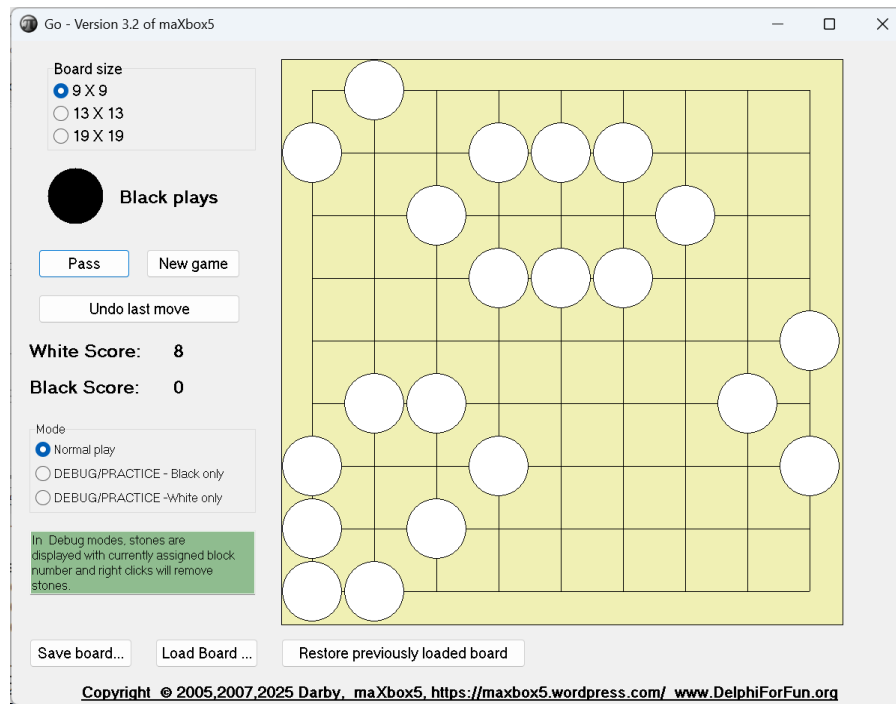 Go - Version 3.2 of maXbox5
Board size
9 X 9
13 X 13
19 X 19
Black plays
Pass
New game
Undo last move
White Score: 8
Black Score: 0
Mode
Normal play
DEBUG/PRACTICE - Black only
DEBUG/PRACTICE -White only
In Debug modes, stones are
displayed with currently assigned block
number and right clicks will remove
stones.
Save board...
Load Board ...
Restore previously loaded board
Copyright © 2005,2007,2025 Darby, maXbox5, https://maxbox5.wordpress.com/ www.DelphiForFun.org